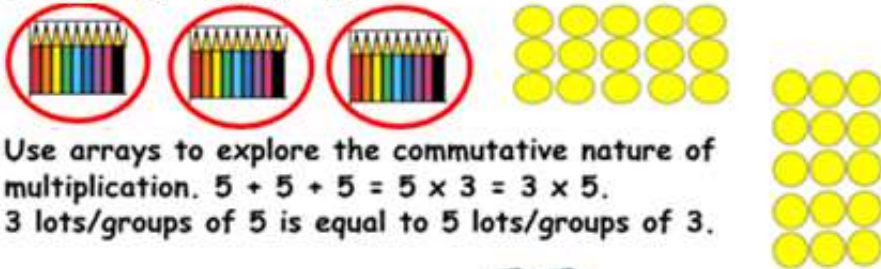 Use arrays to explore the commutative nature of
multiplication. 5 + 5 + 5 = 5 x 3 = 3 x 5.
3 lots/groups of 5 is equal to 5 lots/groups of 3.